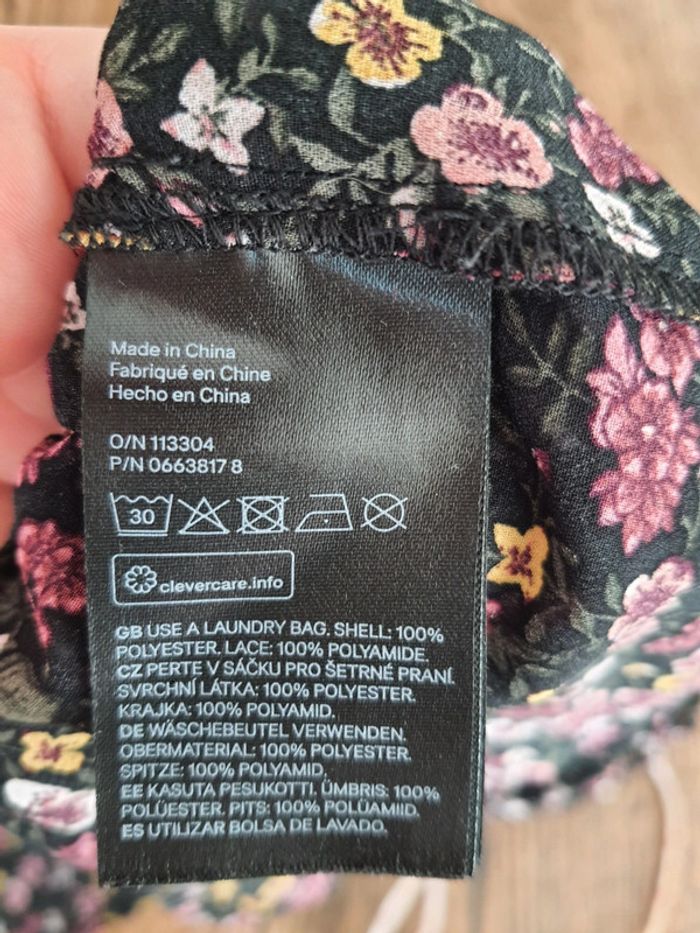 Made in China
Fabriqué en Chine
Hecho en China
O/N 113304
P/N 0663817 8
30
clevercare.info
GB USE A LAUNDRY BAG. SHELL: 100%
POLYESTER. LACE: 100% POLYAMIDE.
CZ PERTE V SÁČKU PRO ŠETRNÉ PRANÍ.
SVRCHNÍ LÁTKA: 100% POLYESTER.
KRAJKA: 100% POLYAMID.
DE WÄSCHEBEUTEL VERWENDEN.
OBERMATERIAL: 100% POLYESTER.
SPITZE: 100% POLYAMID.
EE KASUTA PESUKOTTI. ÜMBRIS: 100%
POLÜESTER. PITS: 100% POLÜAMIID.
ES UTILIZAR BOLSA DE LAVADO.